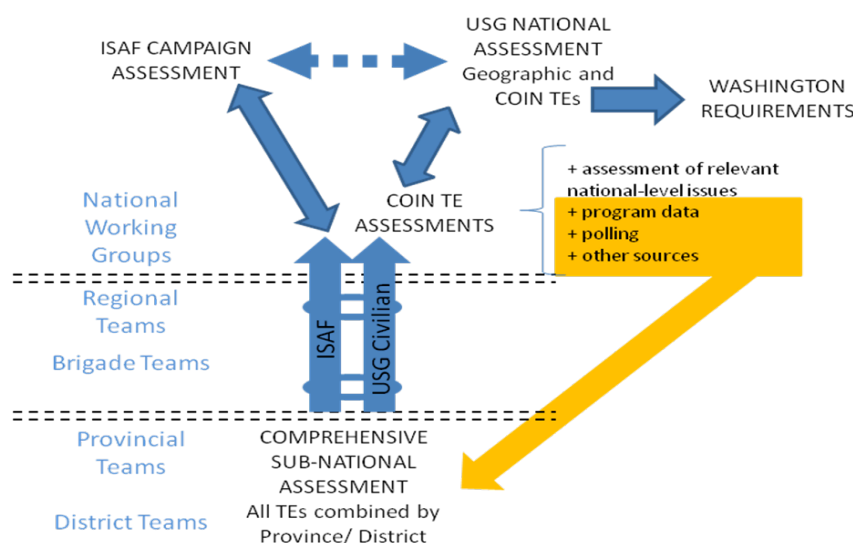 ISAF CAMPAIGN
ASSESSMENT
USG NATIONAL
ASSESSMENT
Geographic and
COIN TEs
WASHINGTON
REQUIREMENTS
National
Working
Groups
COIN TE
ASSESSMENTS
+ assessment of relevant
national-level issues
+ program data
+ polling
+ other sources
Regional
Teams
Brigade Teams
ISAF
USG Civilian
Provincial
Teams
District Teams
COMPREHENSIVE
SUB-NATIONAL
ASSESSMENT
All TEs combined by
Province/ District